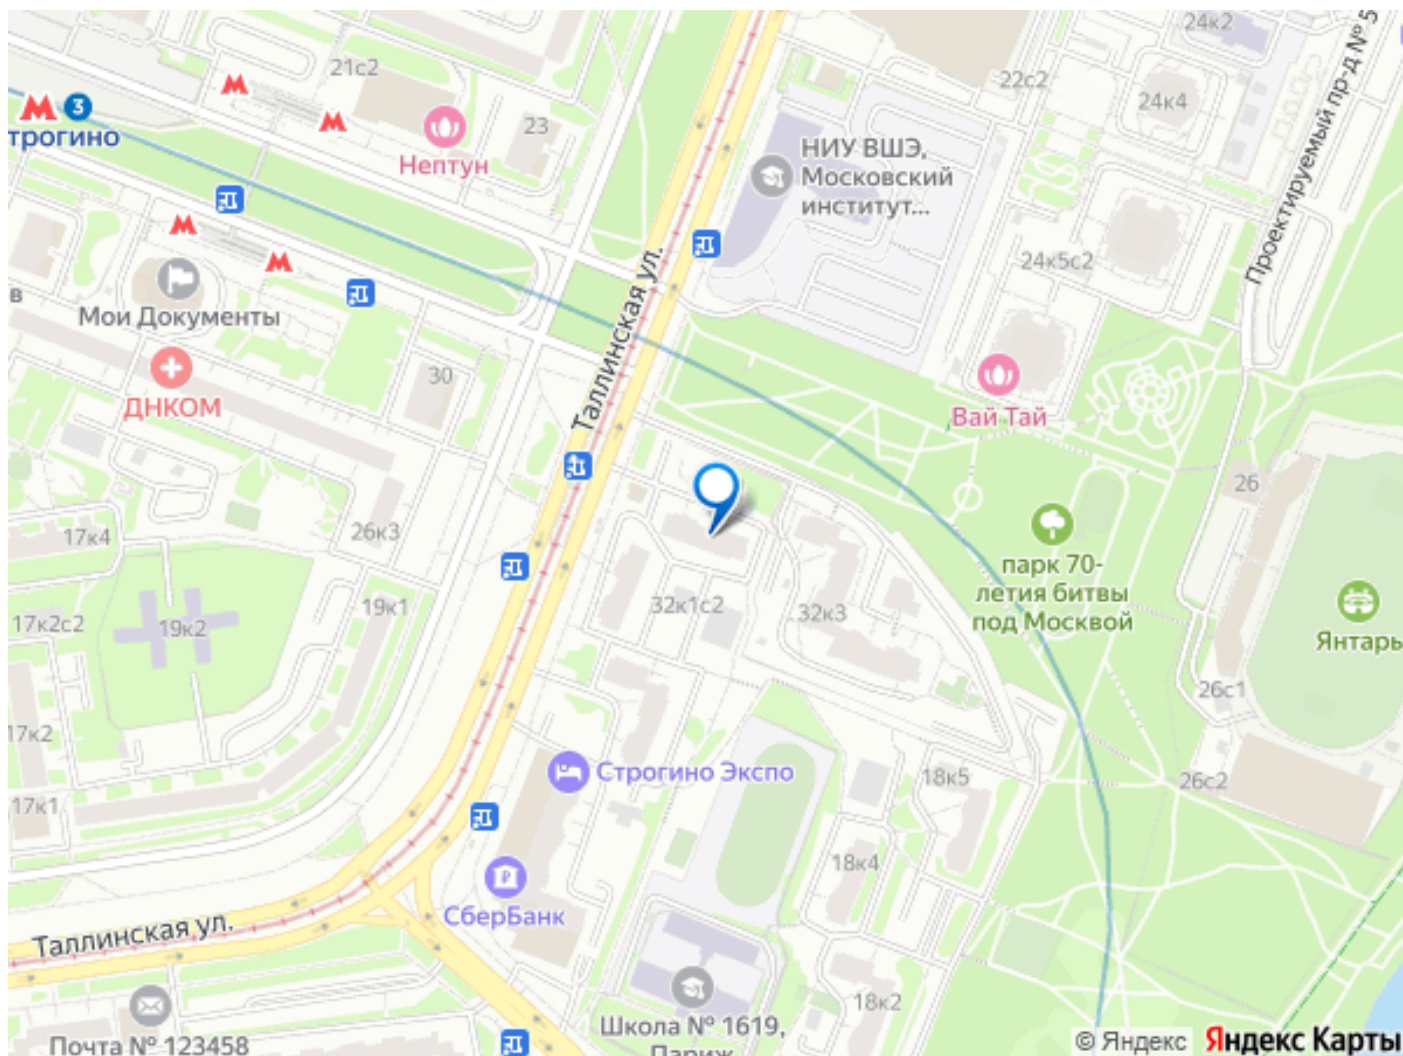 24к2
21с2
22с2
24к4
Проектируемый пр-д № 5
3
трогино
23
Нептун
НИУ ВШЭ,
Московский
институт...
24к5с2
Таллинская ул.
в
Мои Документы
30
ДНКОМ
Вай Тай
26
17к4
26к3
парк 70-
летия битвы
под Москвой
19к1
32к1с2
32к3
17к2с2
19к2
Янтарь
26с1
17к2
Строгино Экспо
18к5
26с2
17к1
18к4
СберБанк
Таллинская ул.
18к2
Школа № 1619,
Париж
Почта № 123458
© Яндекс Яндекс Карты